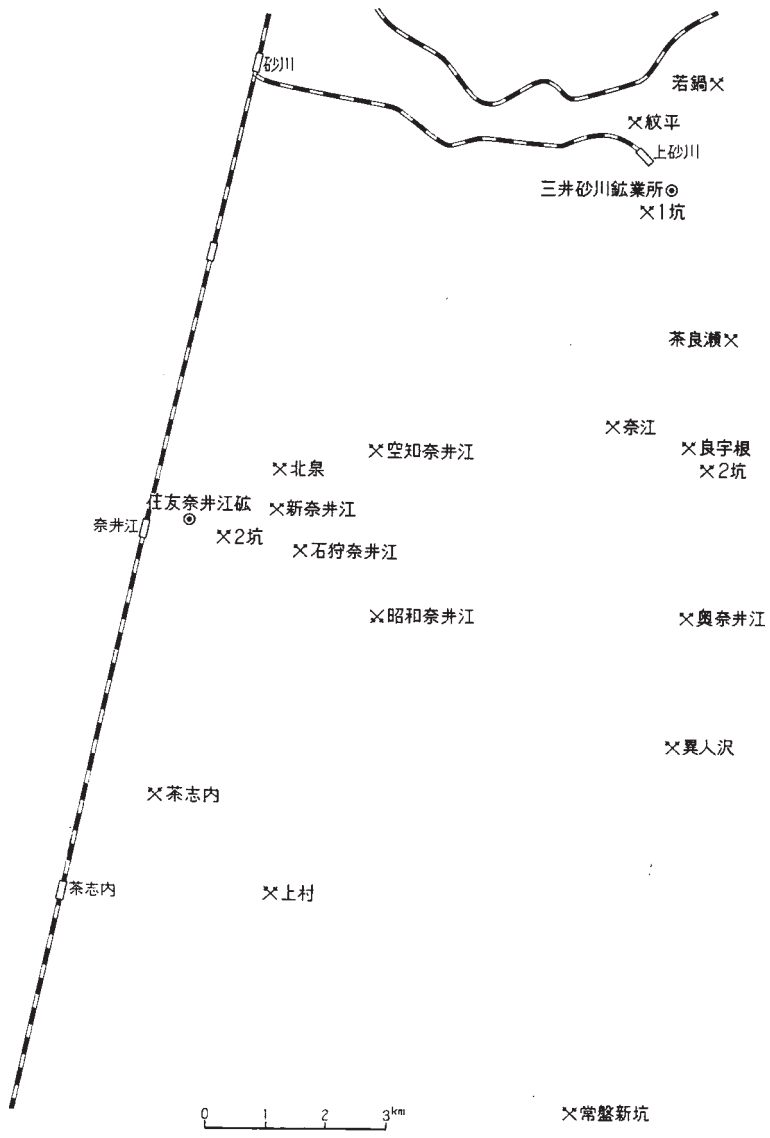 砂川
若鍋
紋平
上砂川
三井砂川鉱業所
1坑
茶良瀬
奈江
空知奈井江
良字根
北泉
2坑
住友奈井江砿
新奈井江
奈井江
2坑
石狩奈井江
昭和奈井江
奥奈井江
異人沢
茶志内
茶志内
上村
0 1 2 3km
常盤新坑